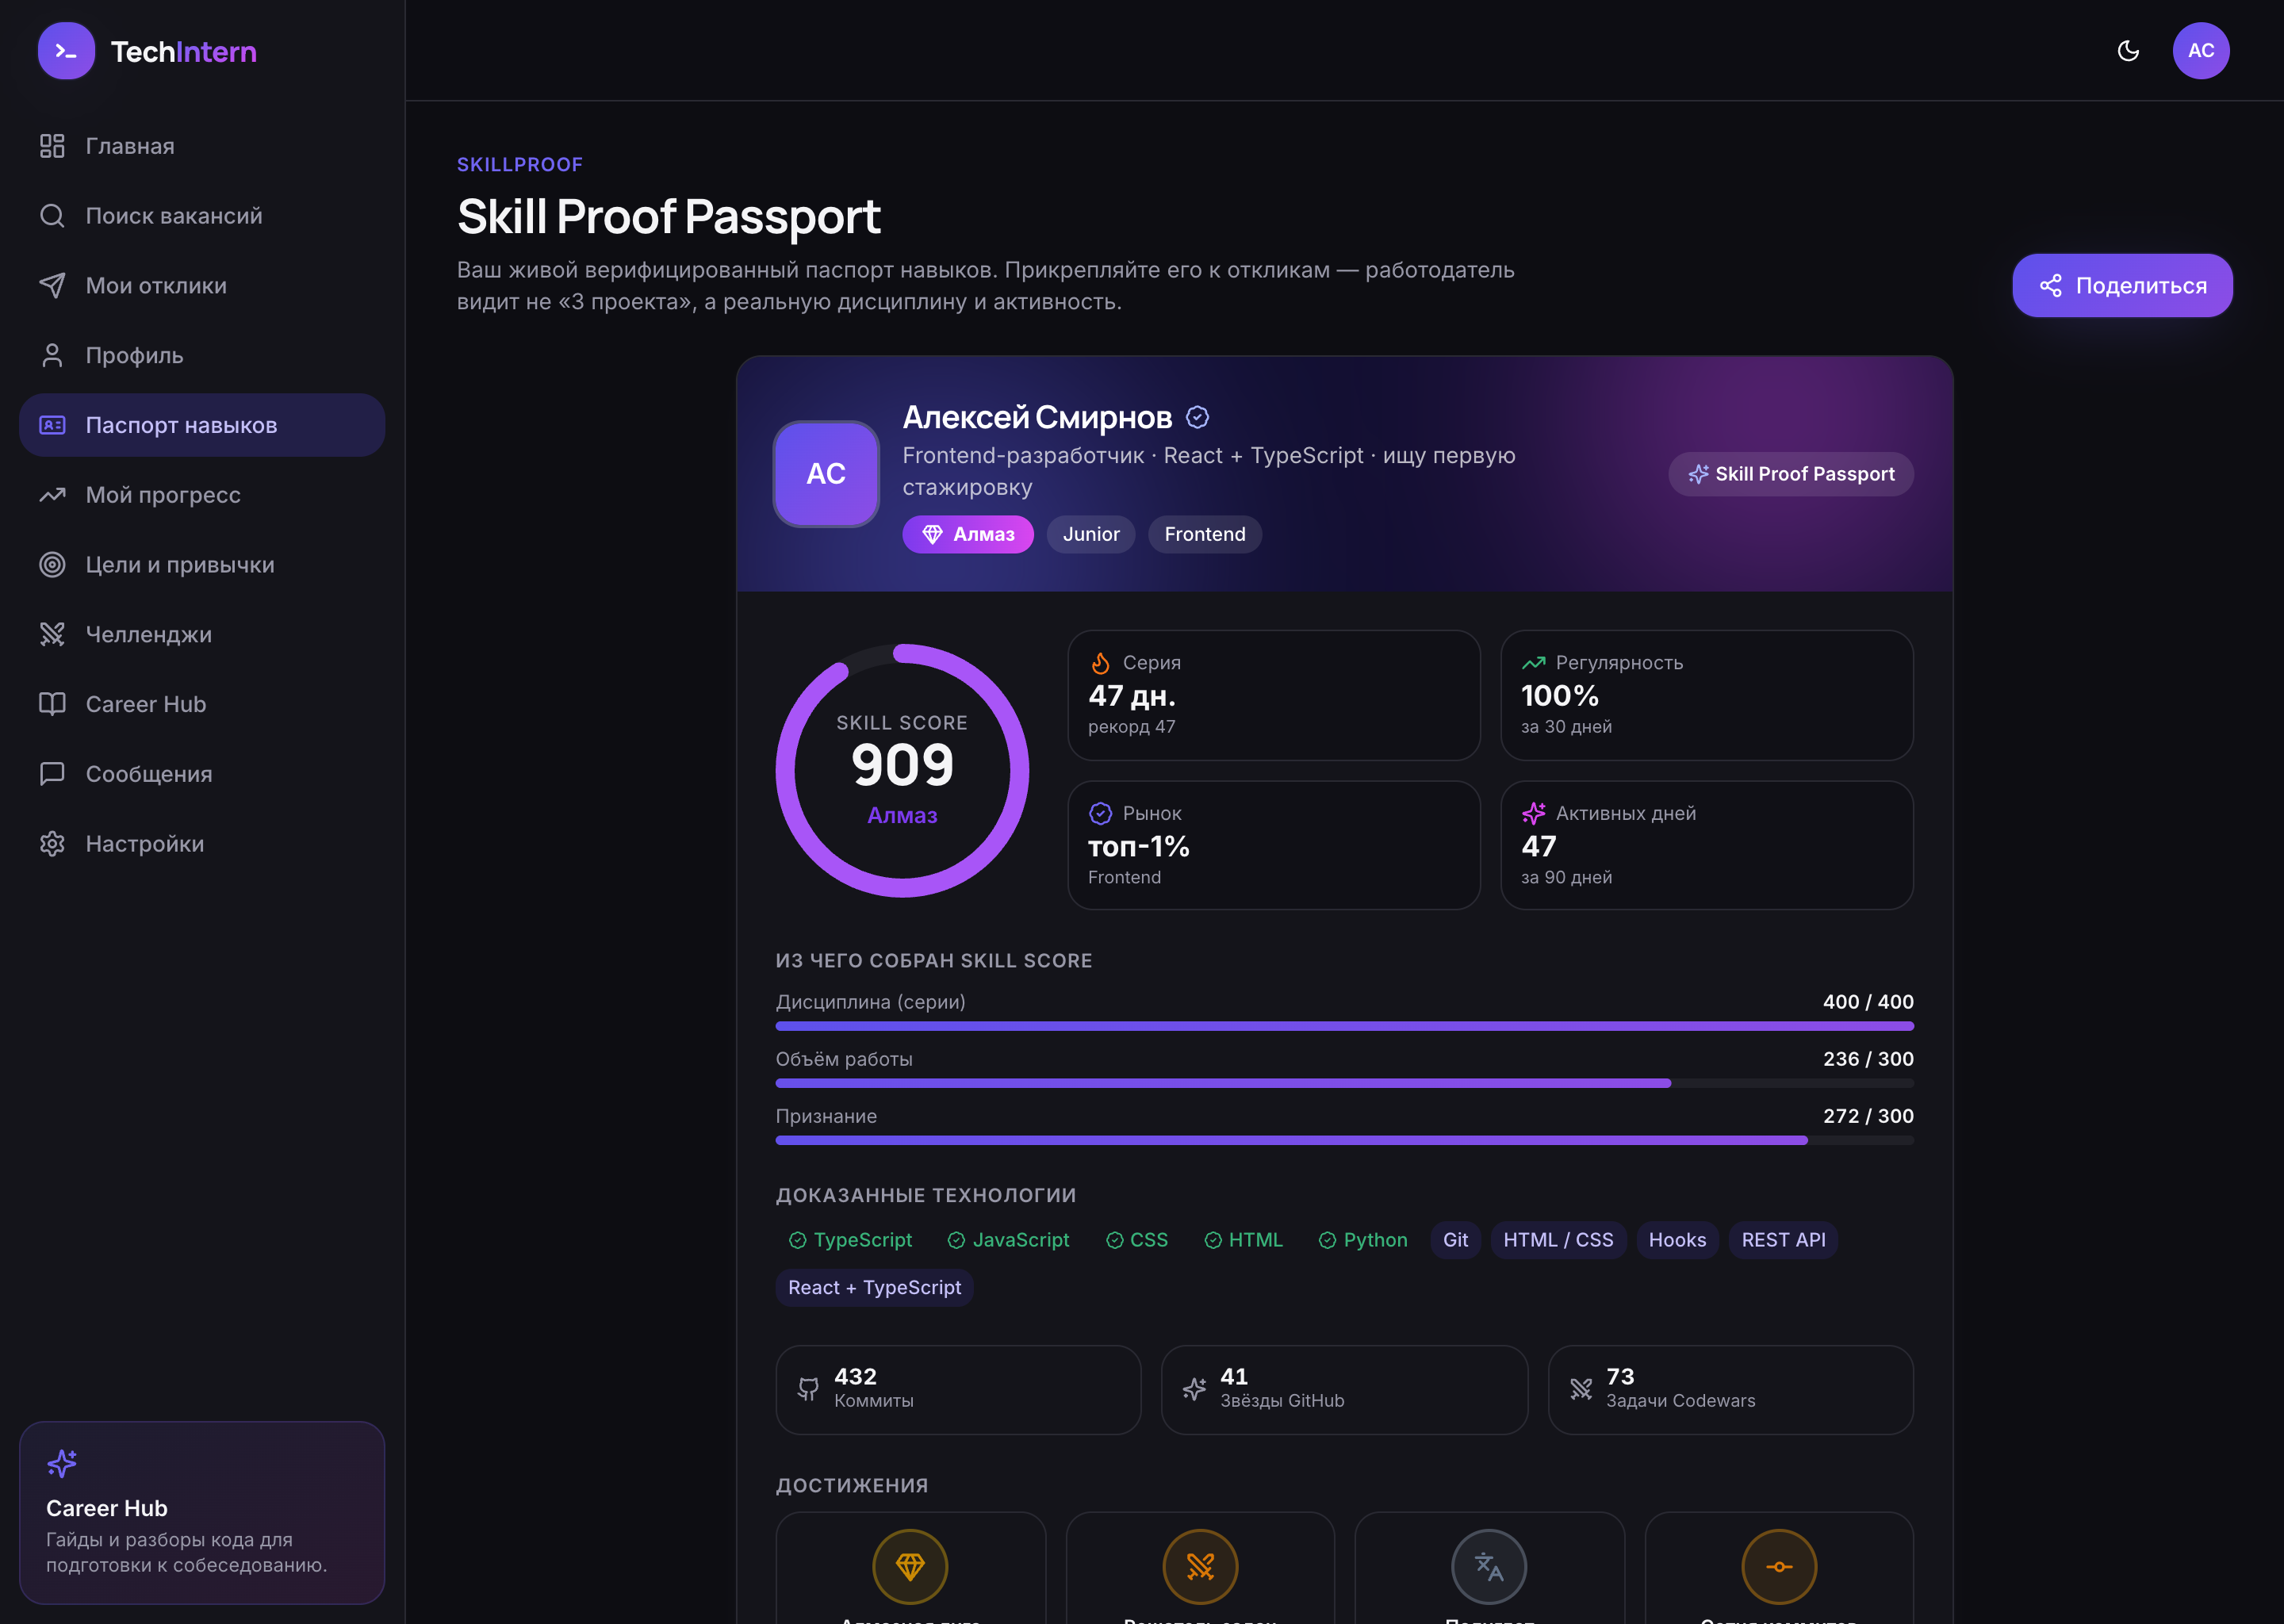 TechIntern
АС
Главная
Поиск вакансий
Мои отклики
Профиль
Паспорт навыков
Мой прогресс
Цели и привычки
Челленджи
Career Hub
Сообщения
Настройки
Career Hub
Гайды и разборы кода для
подготовки к собеседованию.
SKILLPROOF
Skill Proof Passport
Ваш живой верифицированный паспорт навыков. Прикрепляйте его к откликам — работодатель
видит не «3 проекта», а реальную дисциплину и активность.
Поделиться
АС
Алексей Смирнов
Frontend-разработчик · React + TypeScript · ищу первую
стажировку
Алмаз Junior Frontend
Skill Proof Passport
SKILL SCORE
909
Алмаз
Серия
47 дн.
рекорд 47
Регулярность
100%
за 30 дней
Рынок
топ-1%
Frontend
Активных дней
47
за 90 дней
ИЗ ЧЕГО СОБРАН SKILL SCORE
Дисциплина (серии) 400 / 400
Объём работы 236 / 300
Признание 272 / 300
ДОКАЗАННЫЕ ТЕХНОЛОГИИ
TypeScript JavaScript CSS HTML Python Git HTML / CSS Hooks REST API
React + TypeScript
432
Коммиты
41
Звёзды GitHub
73
Задачи Codewars
ДОСТИЖЕНИЯ